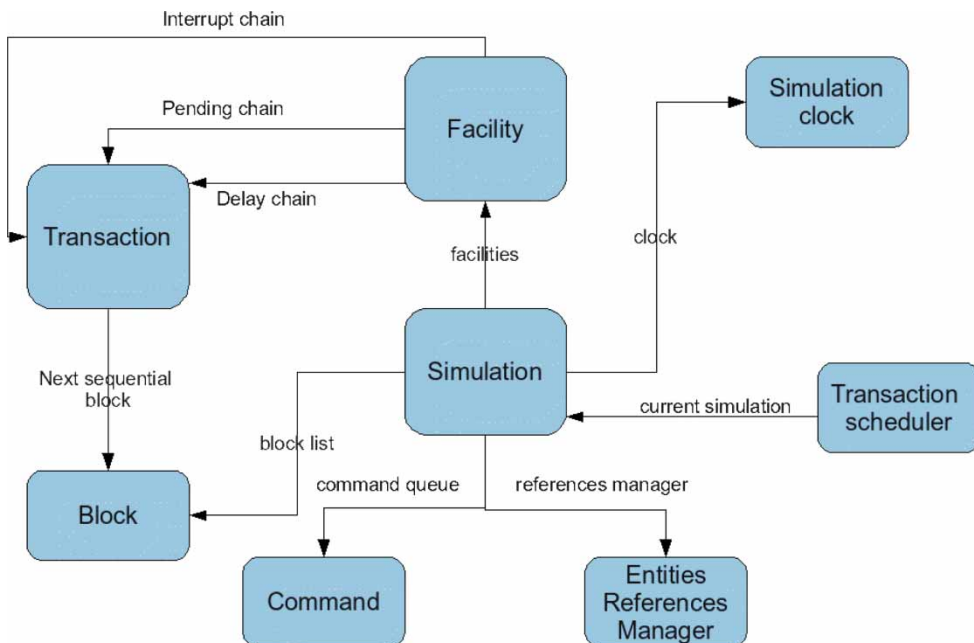 Interrupt chain
Pending chain
Facility
Simulation
clock
Delay chain
Transaction
facilities
clock
Next sequential
block
Simulation
current simulation
Transaction
scheduler
block list
command queue
references manager
Block
Command
Entities
References
Manager